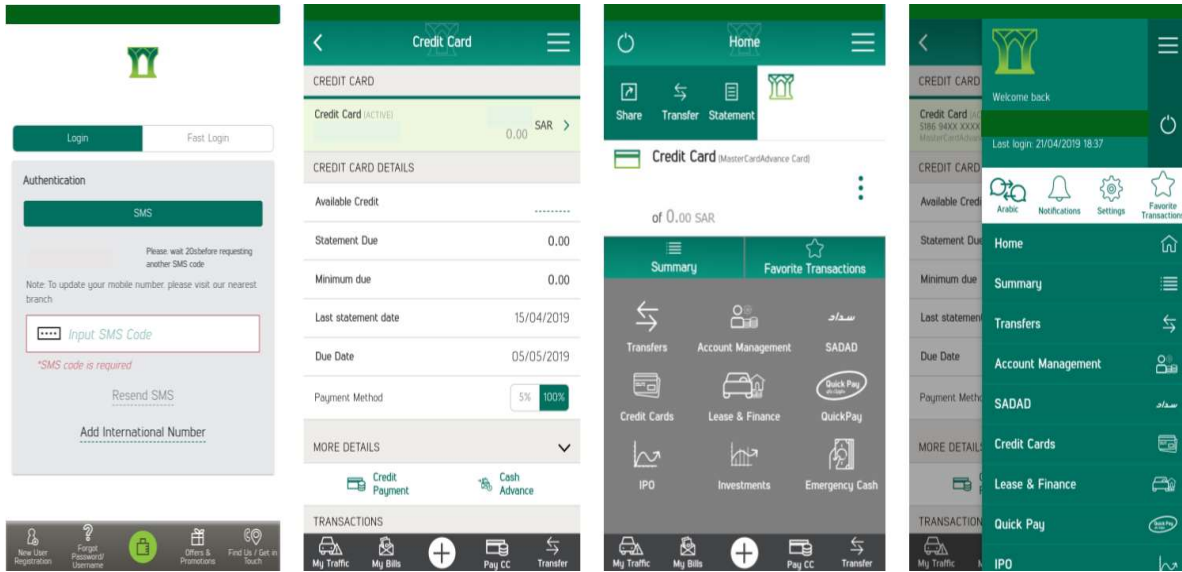 Login
Fast Login
Authentication
SMS
Please wait 20sbefore requesting
another SMS code
Note: To update your mobile number, please visit our nearest
branch
Input SMS Code
*SMS code is required
Resend SMS
Add International Number
New User
Registration
Forgot
Password/
Username
Offers &
Promotions
Find Us / Get in
Touch
Credit Card
CREDIT CARD
Credit Card (ACTIVE)
0.00 SAR
CREDIT CARD DETAILS
Available Credit
Statement Due 0.00
Minimum due 0.00
Last statement date 15/04/2019
Due Date 05/05/2019
Payment Method 5% 100%
MORE DETAILS
Credit
Payment
Cash
Advance
TRANSACTIONS
My Traffic My Bills Pay CC Transfer
Home
Share Transfer Statement
Credit Card (MasterCardAdvance Card)
of 0.00 SAR
Summary Favorite Transactions
سداد
Transfers Account Management SADAD
Quick Pay
Credit Cards Lease & Finance QuickPay
IPO Investments Emergency Cash
My Traffic My Bills Pay CC Transfer
CREDIT CARD
Credit Card
5186 94XX XXXX
MasterCardAdvan
CREDIT CARD
Available Credi
Statement Due
Minimum due
Last statement
Due Date
Payment Metho
MORE DETAIL
TRANSACTION
My Traffic
Welcome back
Last login: 21/04/2019 18:37
Arabic Notifications Settings Favorite
Transactions
Home
Summary
Transfers
Account Management
SADAD سداد
Credit Cards
Lease & Finance
Quick Pay Quick Pay
IPO